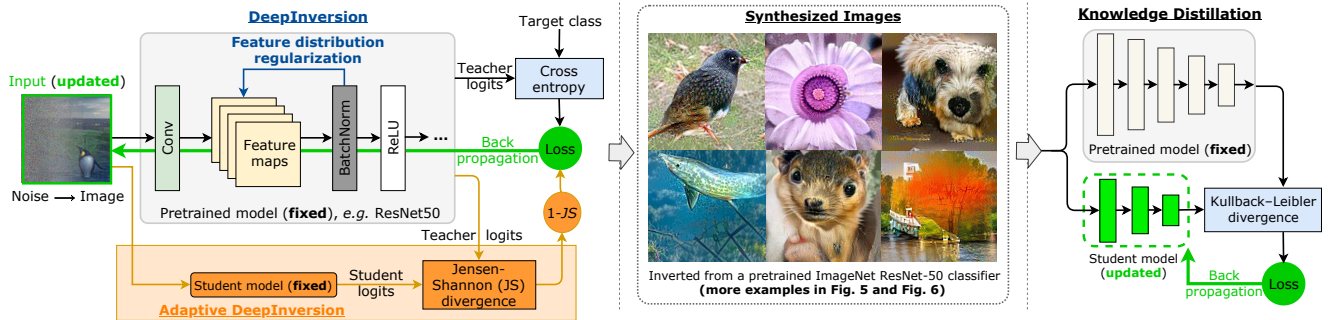 DeepInversion
Feature distribution
regularization
Input (updated)
Noise → Image
Conv
Feature
maps
BatchNorm
ReLU
...
Pretrained model (fixed), e.g. ResNet50
Target class
Teacher
logits
Cross
entropy
Back
propagation
Loss
1-JS
Teacher logits
Student model (fixed)
Student
logits
Jensen-
Shannon (JS)
divergence
Adaptive DeepInversion
Synthesized Images
Inverted from a pretrained ImageNet ResNet-50 classifier
(more examples in Fig. 5 and Fig. 6)
Knowledge Distillation
Pretrained model (fixed)
Kullback–Leibler
divergence
Student model
(updated)
Back
propagation
Loss